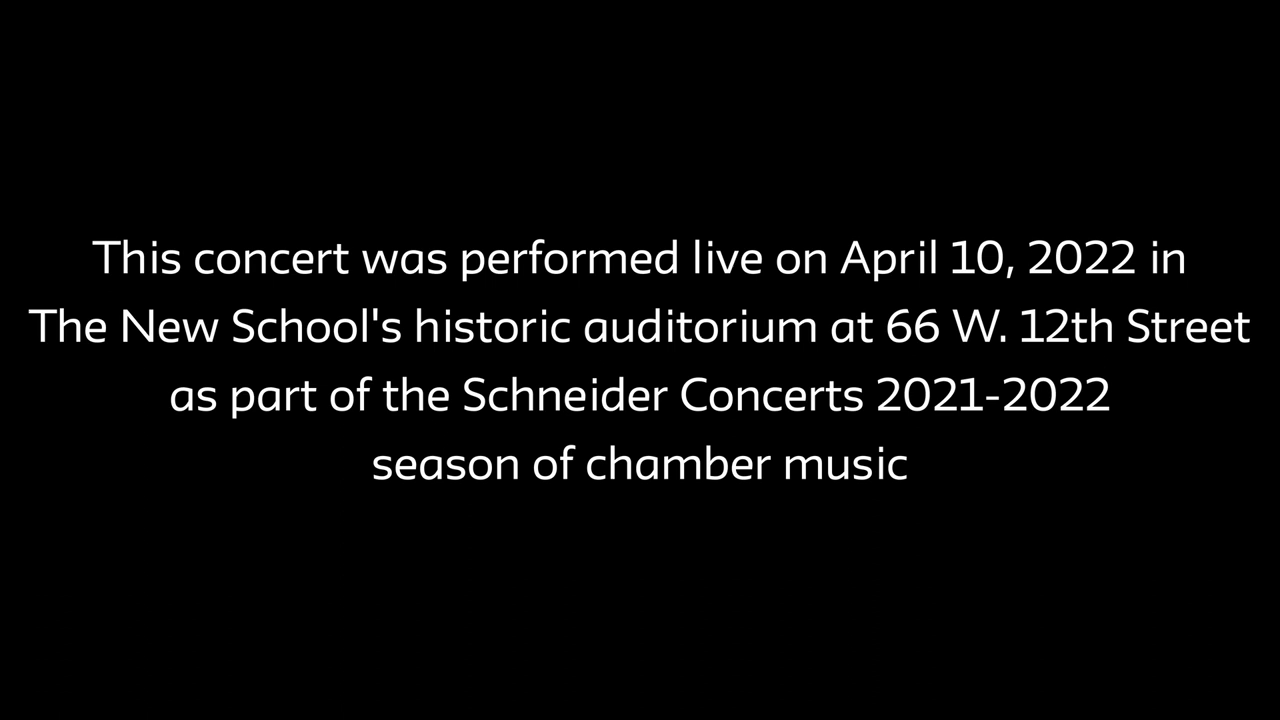 This concert was performed live on April 10, 2022 in
The New School's historic auditorium at 66 W. 12th Street
as part of the Schneider Concerts 2021-2022
season of chamber music